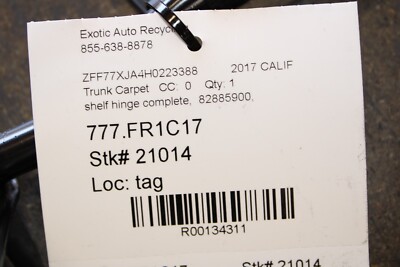 Exotic Auto Recycl
855-638-8878
ZFF77XJA4H0223388 2017 CALIF
Trunk Carpet CC: 0 Qty: 1
shelf hinge complete, 82885900,
777.FR1C17
Stk# 21014
Loc: tag
R00134311
Stk# 21014